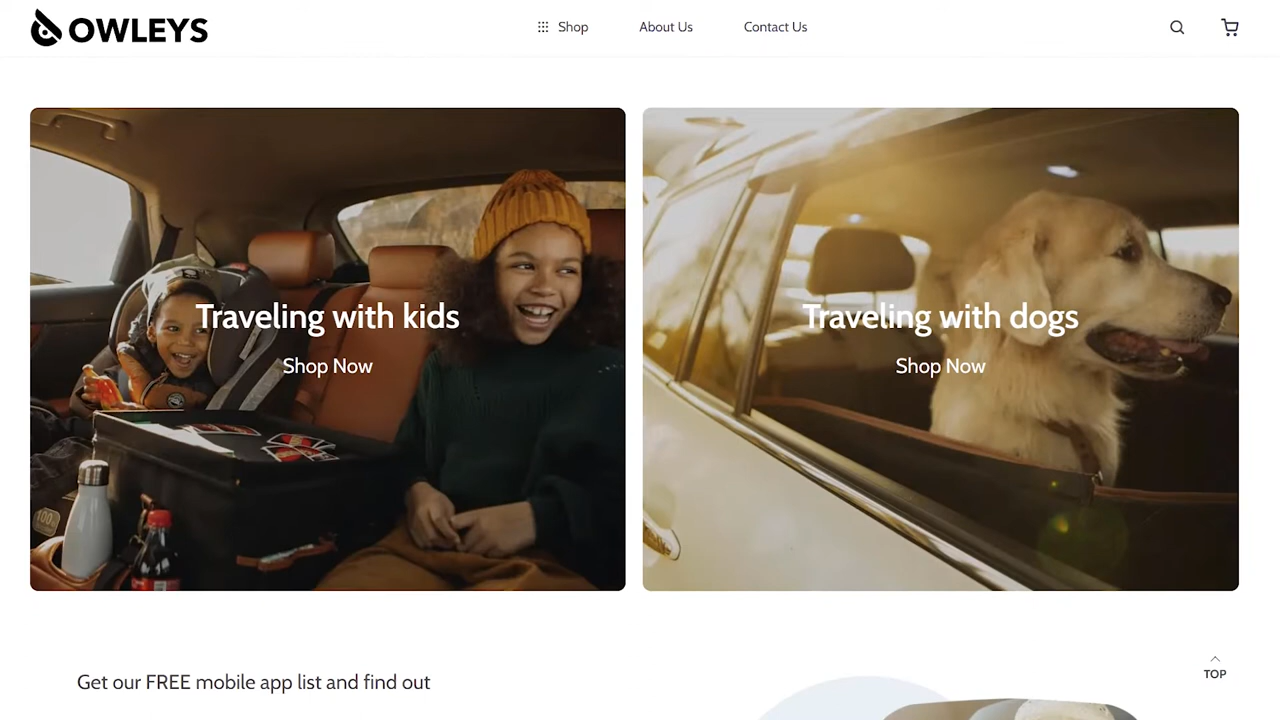 OWLEYS
Shop
About Us
Contact Us
Traveling with kids
Shop Now
Traveling with dogs
Shop Now
100
TOP
Get our FREE mobile app list and find out